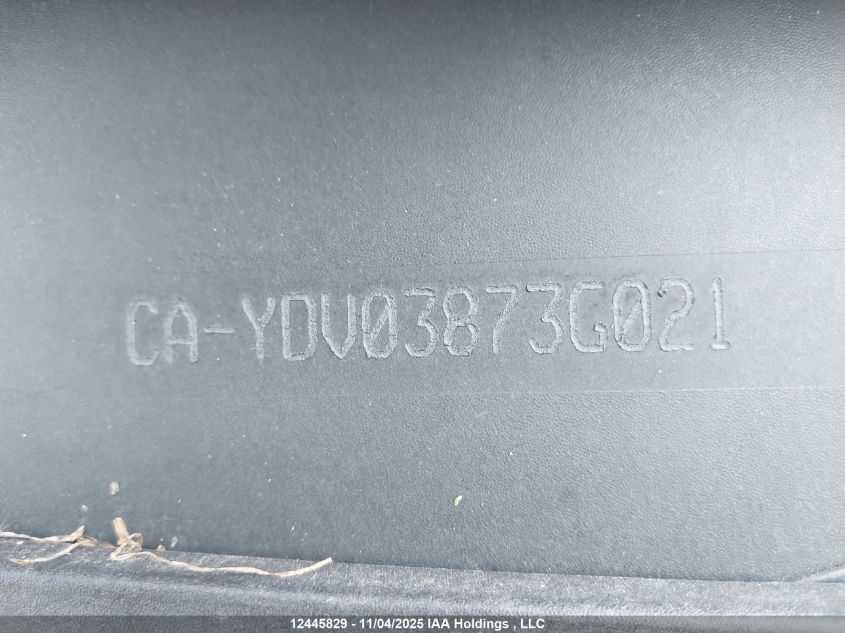 CA-YDV03873G021
12445829 - 11/04/2025 IAA Holdings , LLC